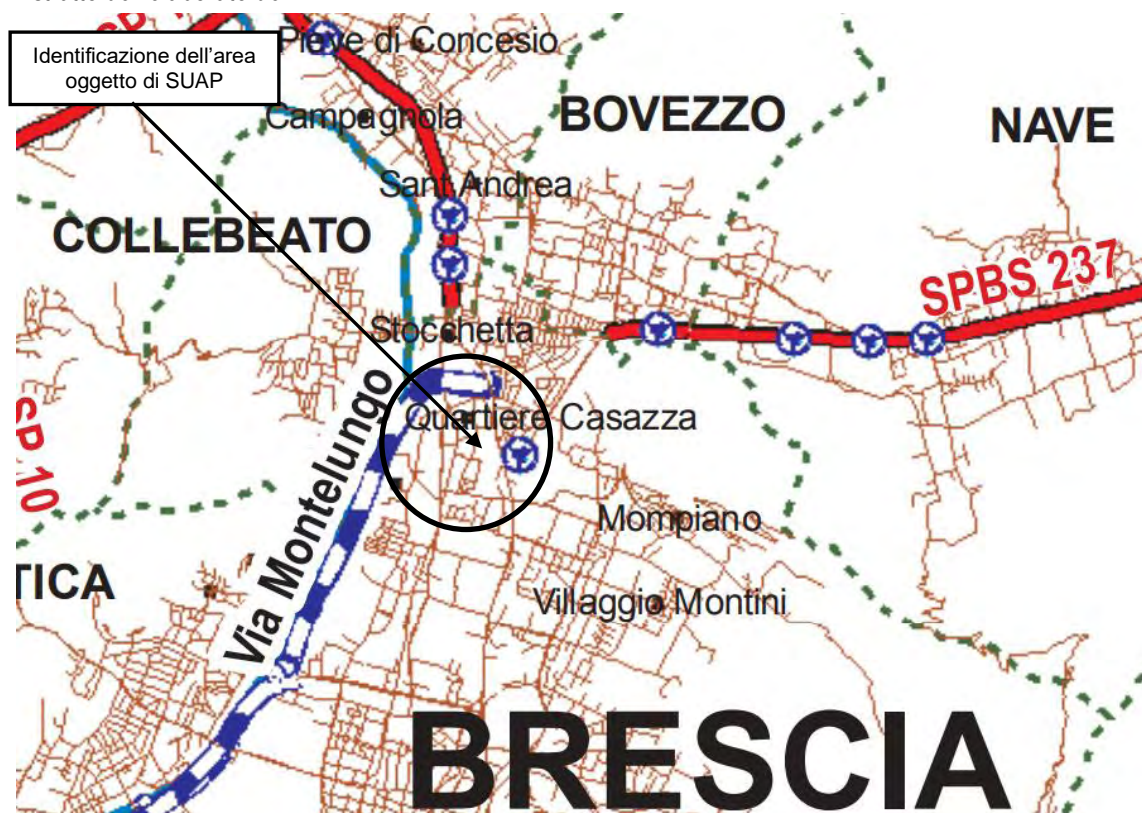 Identificazione dell'area
oggetto di SUAP
Pieve di Concesio
Campagnola
BOVEZZO
NAVE
Sant Andrea
COLLEBEATO
SPBS 237
Stocchetta
Quartiere Casazza
SP 10
Via Montelungo
Mompiano
TICA
Villaggio Montini
BRESCIA